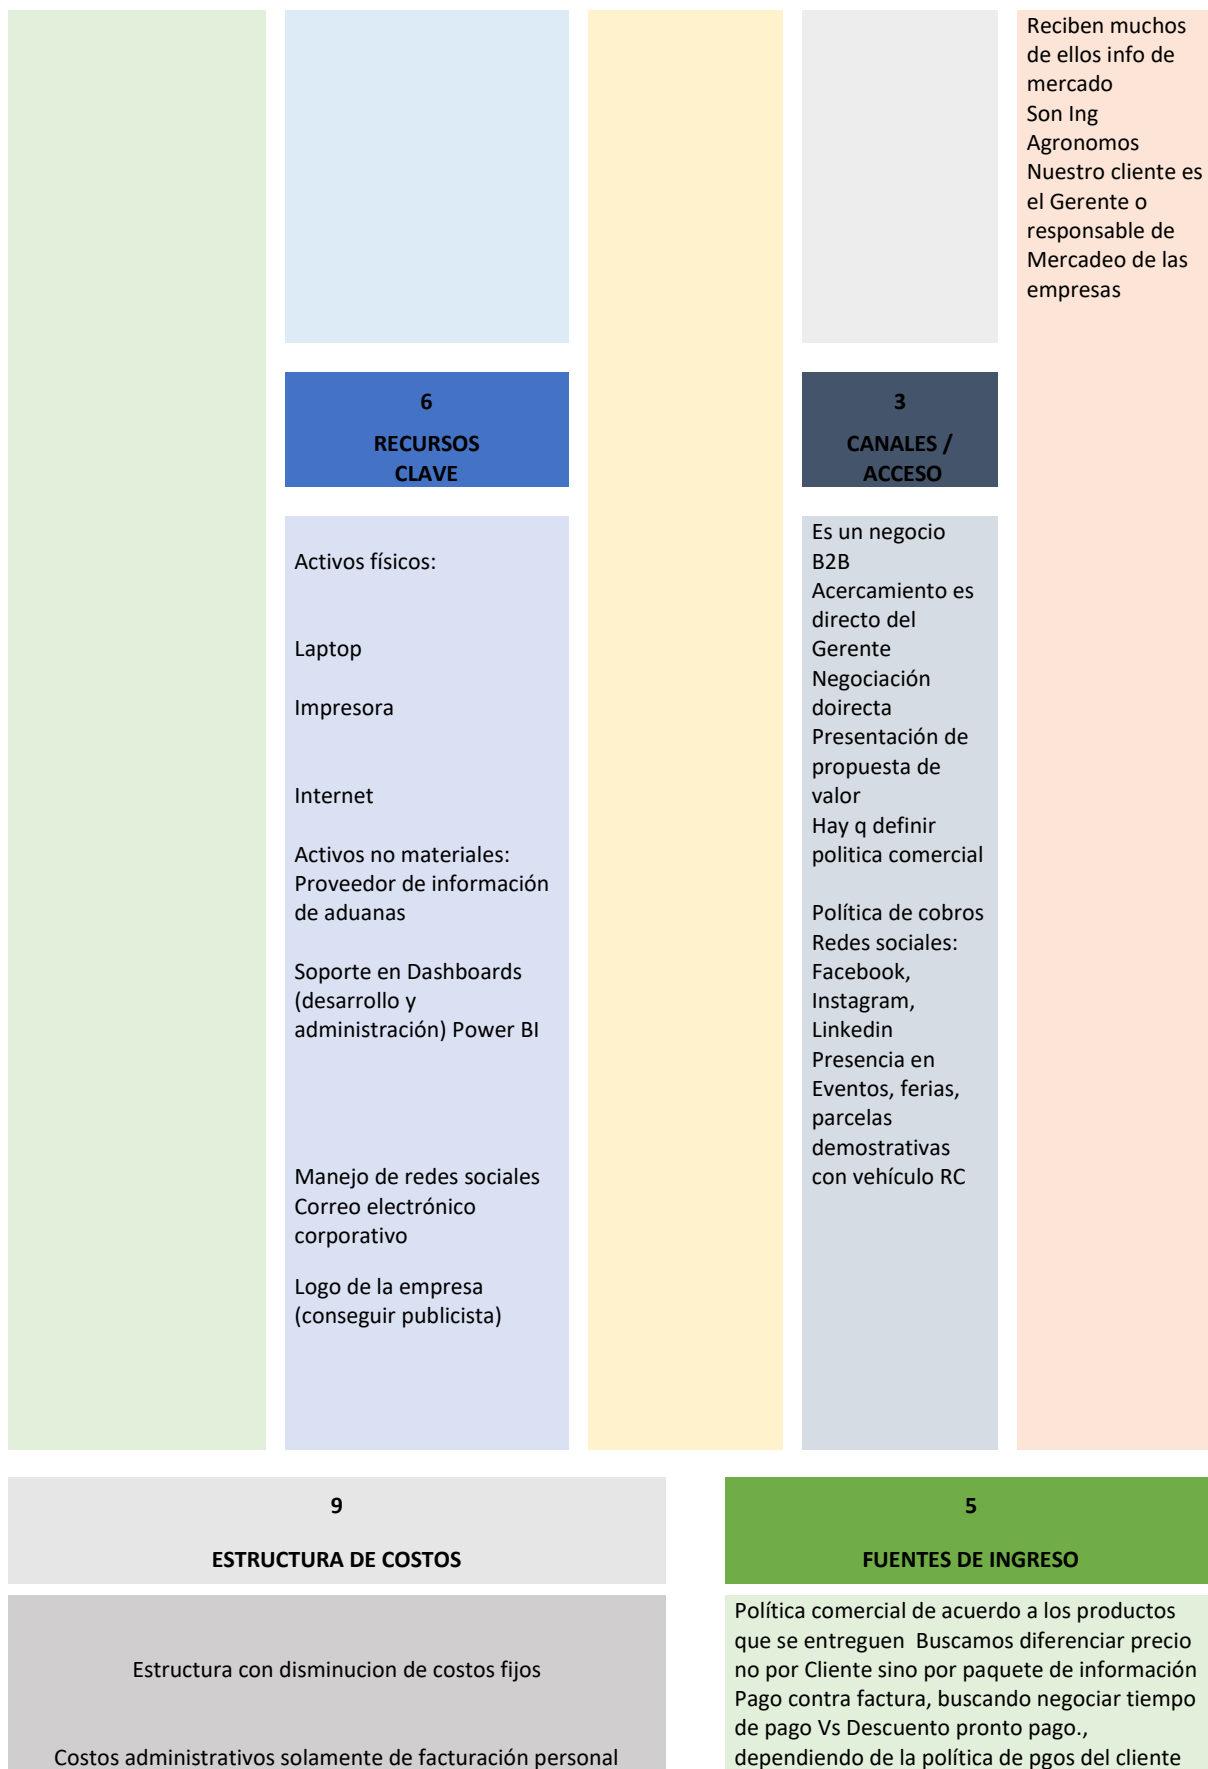 Reciben muchos
de ellos info de
mercado
Son Ing
Agronomos
Nuestro cliente es
el Gerente o
responsable de
Mercadeo de las
empresas
6
RECURSOS
CLAVE
Activos físicos:
Laptop
Impresora
Internet
Activos no materiales:
Proveedor de información
de aduanas
Soporte en Dashboards
(desarrollo y
administración) Power BI
Manejo de redes sociales
Correo electrónico
corporativo
Logo de la empresa
(conseguir publicista)
3
CANALES /
ACCESO
Es un negocio
B2B
Acercamiento es
directo del
Gerente
Negociación
doirecta
Presentación de
propuesta de
valor
Hay q definir
politica comercial
Política de cobros
Redes sociales:
Facebook,
Instagram,
Linkedin
Presencia en
Eventos, ferias,
parcelas
demostrativas
con vehículo RC
9
ESTRUCTURA DE COSTOS
Estructura con disminucion de costos fijos
Costos administrativos solamente de facturación personal
5
FUENTES DE INGRESO
Política comercial de acuerdo a los productos
que se entreguen  Buscamos diferenciar precio
no por Cliente sino por paquete de información
Pago contra factura, buscando negociar tiempo
de pago Vs Descuento pronto pago.,
dependiendo de la política de pgos del cliente